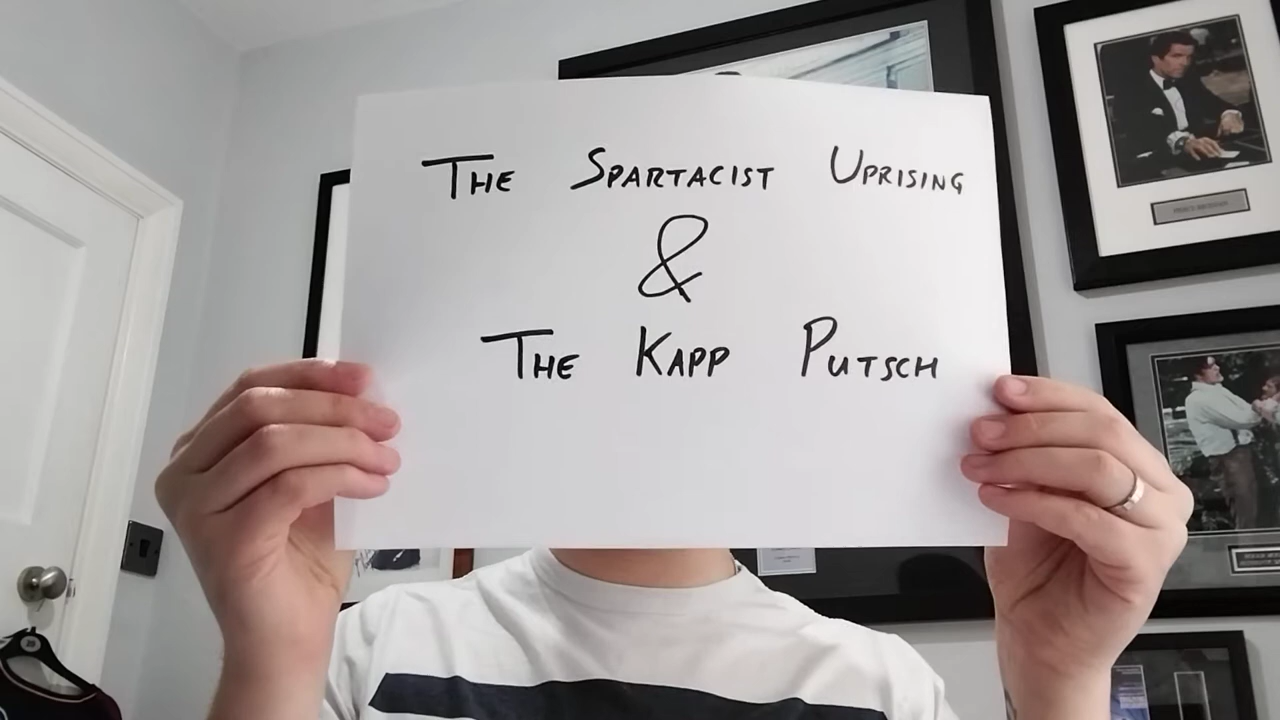 THE SPARTACIST UPRISING
&
THE KAPP PUTSCH